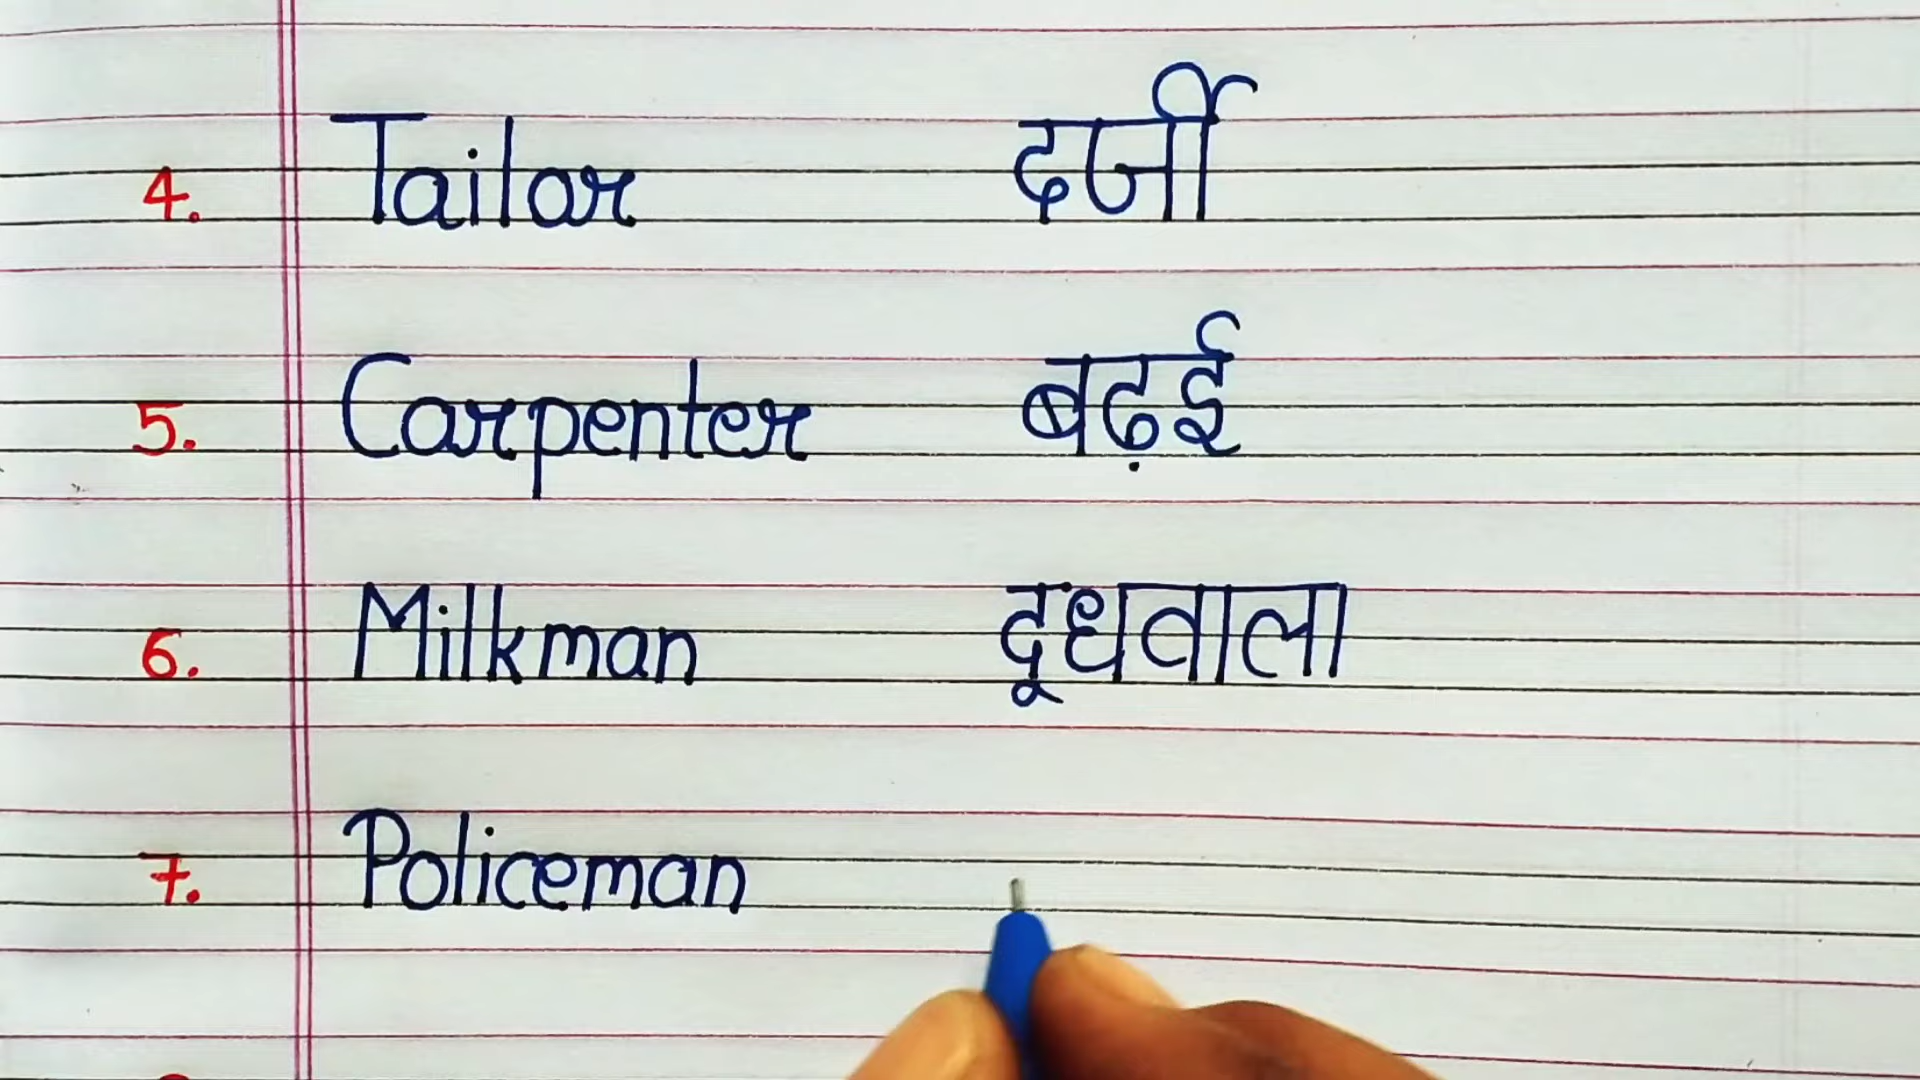 4. Tailor दर्जी
5. Carpenter बढ़ई
6. Milkman दूधवाला
7. Policeman